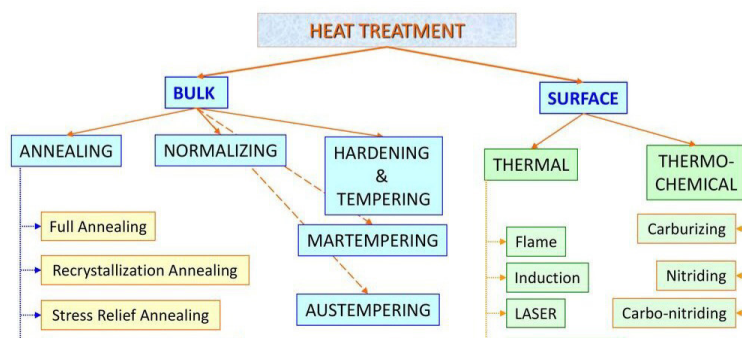 HEAT TREATMENT
BULK
SURFACE
ANNEALING
NORMALIZING
HARDENING
&
TEMPERING
THERMAL
THERMO-
CHEMICAL
Full Annealing
Recrystallization Annealing
Stress Relief Annealing
MARTEMPERING
AUSTEMPERING
Flame
Induction
LASER
Carburizing
Nitriding
Carbo-nitriding